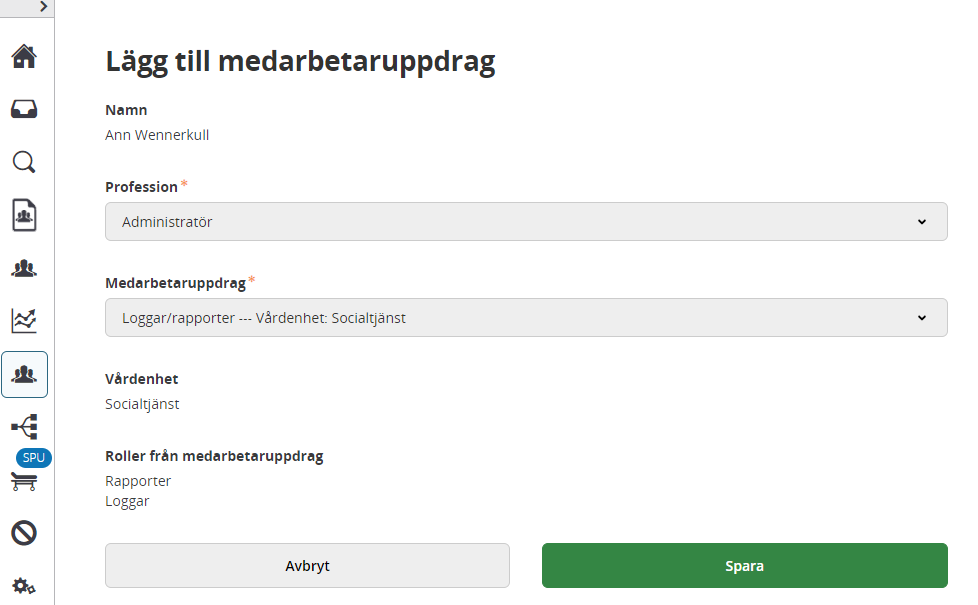 Lägg till medarbetaruppdrag
Namn
Ann Wennerkull
Profession *
Administratör
Medarbetaruppdrag *
Loggar/rapporter --- Vårdenhet: Socialtjänst
Vårdenhet
Socialtjänst
SPU
Roller från medarbetaruppdrag
Rapporter
Loggar
Avbryt
Spara